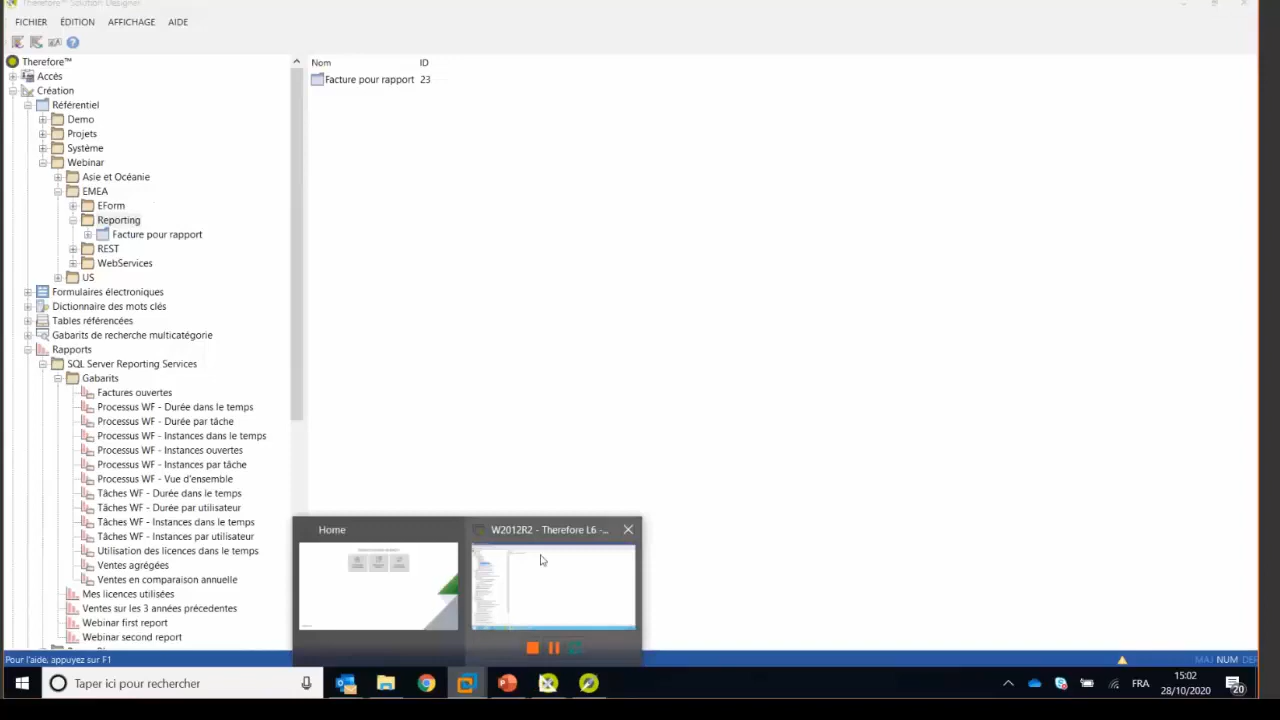 Therefore™ Solution Designer
FICHIER ÉDITION AFFICHAGE AIDE
Therefore™
Accès
Création
Référentiel
Demo
Projets
Système
Webinar
Asie et Océanie
EMEA
EForm
Reporting
Facture pour rapport
REST
WebServices
US
Formulaires électroniques
Dictionnaire des mots clés
Tables référencées
Gabarits de recherche multicatégorie
Rapports
SQL Server Reporting Services
Gabarits
Factures ouvertes
Processus WF - Durée dans le temps
Processus WF - Durée par tâche
Processus WF - Instances dans le temps
Processus WF - Instances ouvertes
Processus WF - Instances par tâche
Processus WF - Vue d'ensemble
Tâches WF - Durée dans le temps
Tâches WF - Durée par utilisateur
Tâches WF - Instances dans le temps
Tâches WF - Instances par utilisateur
Utilisation des licences dans le temps
Ventes agrégées
Ventes en comparaison annuelle
Mes licences utilisées
Ventes sur les 3 années précedentes
Webinar first report
Webinar second report
Nom ID
Facture pour rapport 23
Home
W2012R2 - Therefore L6 -...
Pour l'aide, appuyez sur F1
MAJ NUM DEF
Taper ici pour rechercher
FRA
15:02
28/10/2020
20